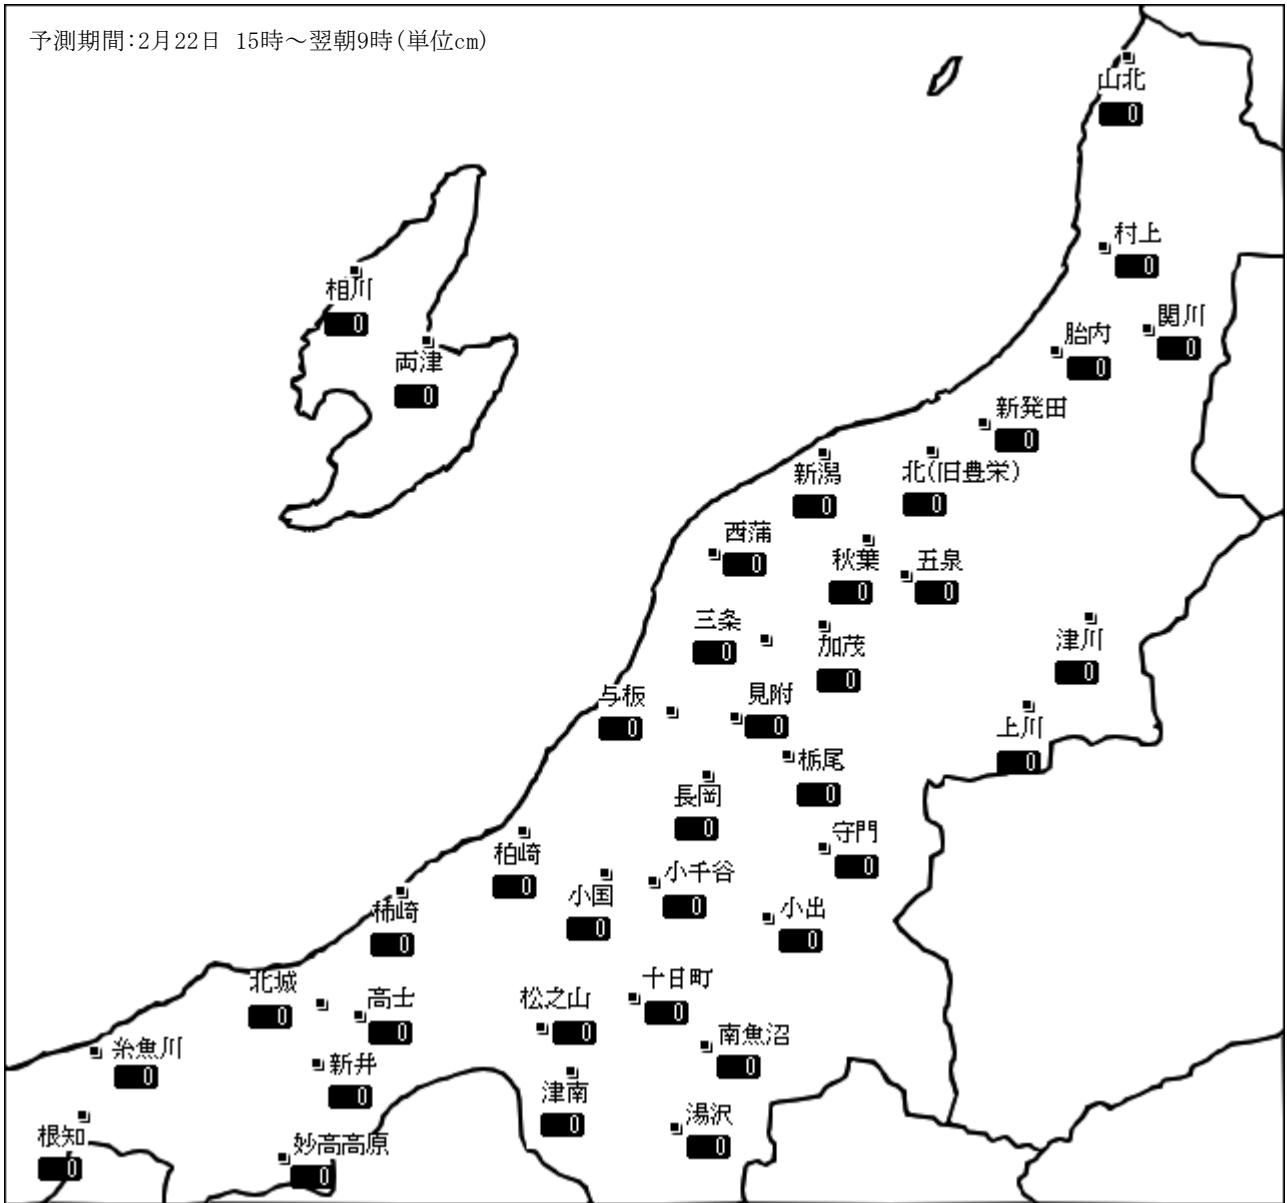 予測期間:2月22日 15時～翌朝9時(単位cm)
山北
0
村上
0
相川
0
関川
0
胎内
0
両津
0
新発田
0
新潟
0
北(旧豊栄)
0
西蒲
0
秋葉
0
五泉
0
三条
0
加茂
0
津川
0
与板
0
見附
0
上川
0
栃尾
0
長岡
0
守門
0
柏崎
0
小千谷
0
小国
0
小出
0
柿崎
0
北城
0
高士
0
松之山
0
十日町
0
南魚沼
0
糸魚川
0
新井
0
津南
0
湯沢
0
根知
0
妙高高原
0